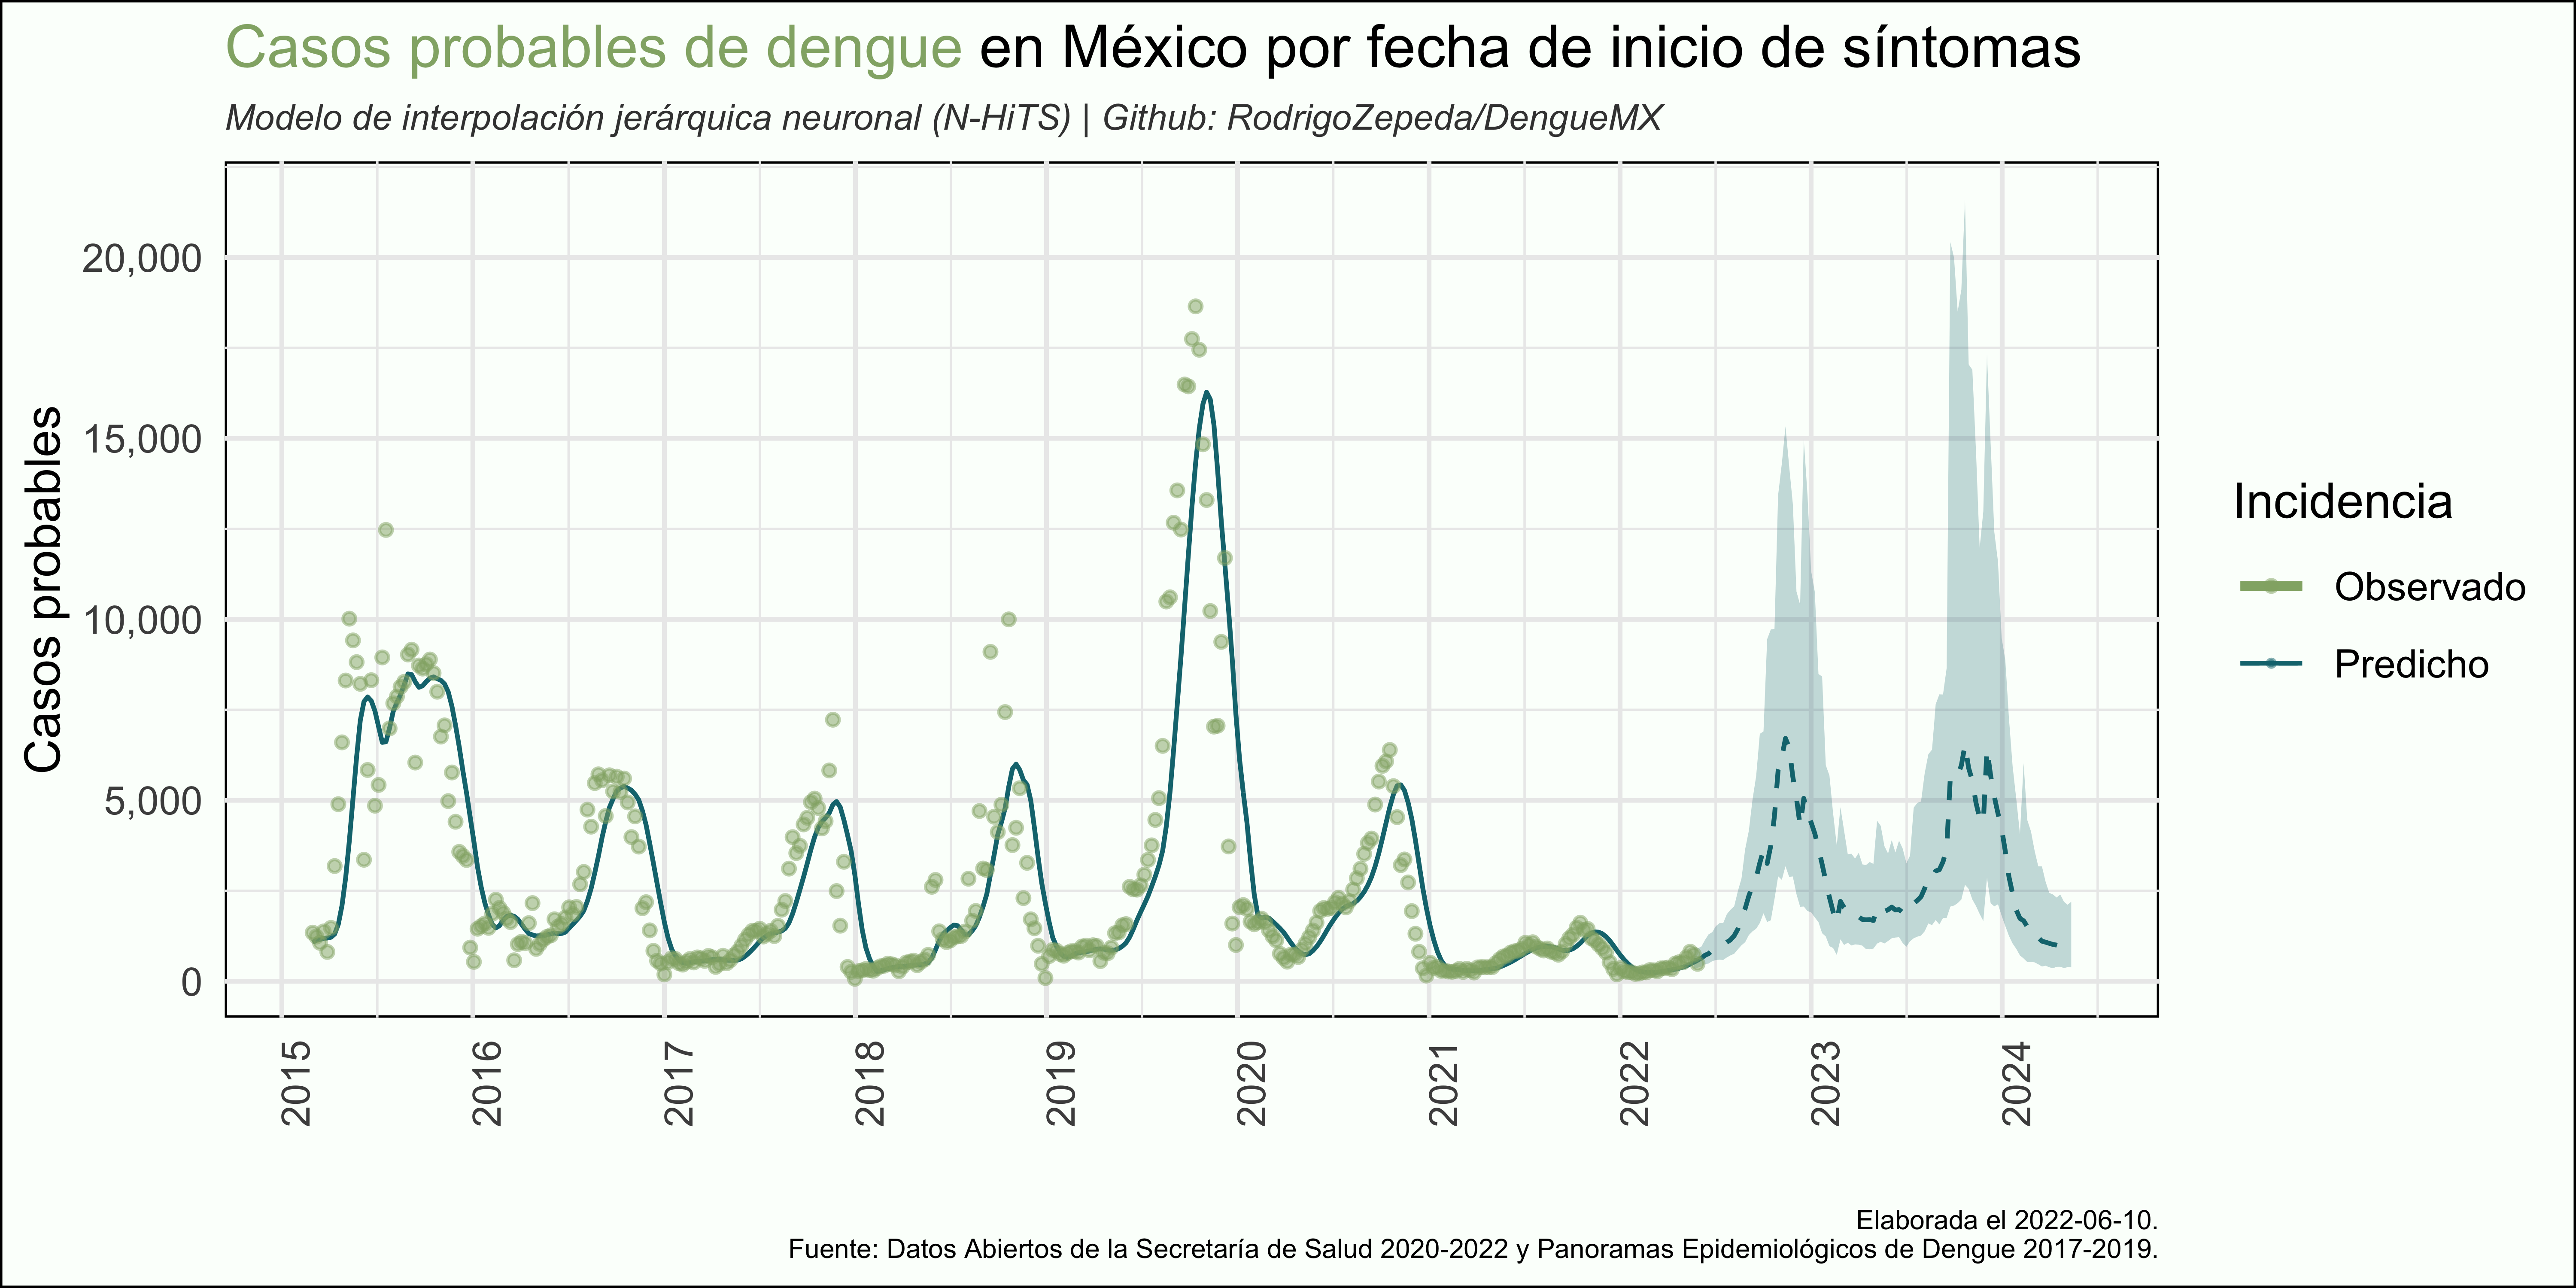 Casos probables de dengue en México por fecha de inicio de síntomas
Modelo de interpolación jerárquica neuronal (N-HiTS) | Github: RodrigoZepeda/DengueMX
Casos probables
20,000
15,000
10,000
5,000
0
2015
2016
2017
2018
2019
2020
2021
2022
2023
2024
Incidencia
Observado
Predicho
Elaborada el 2022-06-10.
Fuente: Datos Abiertos de la Secretaría de Salud 2020-2022 y Panoramas Epidemiológicos de Dengue 2017-2019.